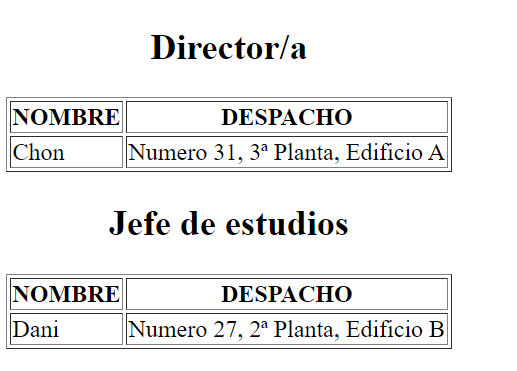 Director/a
NOMBRE DESPACHO
Chon Numero 31, 3ª Planta, Edificio A
Jefe de estudios
NOMBRE DESPACHO
Dani Numero 27, 2ª Planta, Edificio B